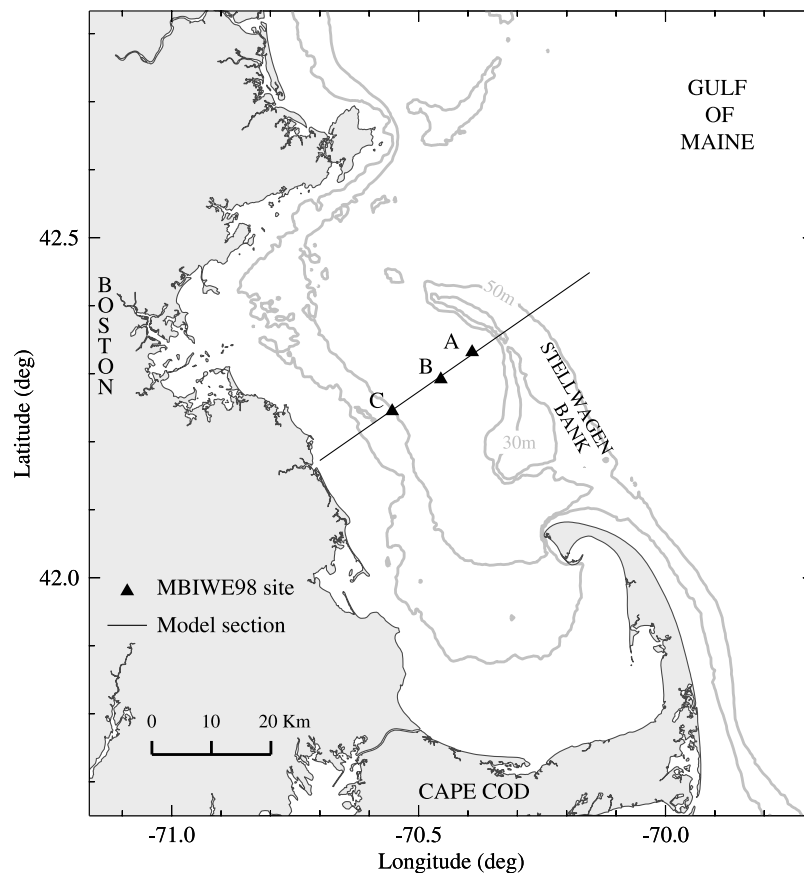 GULF
OF
MAINE
42.5
50m
BOSTON
A
B
C
STELLWAGEN
BANK
30m
Latitude (deg)
42.0
MBIWE98 site
Model section
0 10 20 Km
CAPE COD
-71.0 -70.5 -70.0
Longitude (deg)